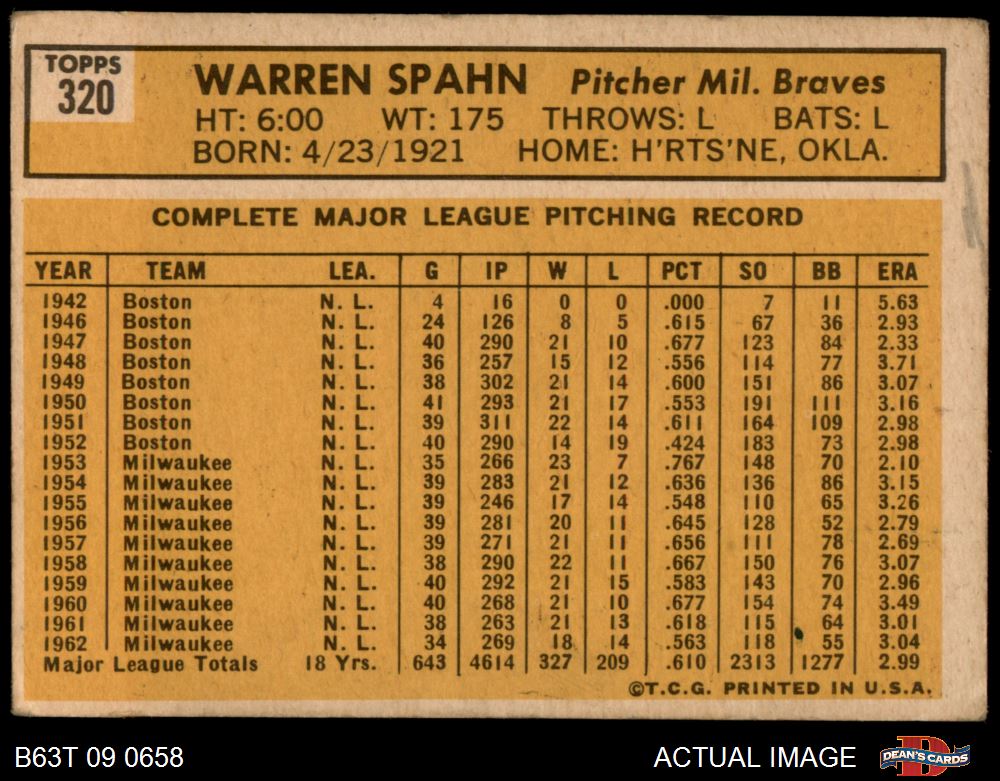 TOPPS
320
WARREN SPAHN Pitcher Mil. Braves
HT: 6:00 WT: 175 THROWS: L BATS: L
BORN: 4/23/1921 HOME: H'RTS'NE, OKLA.
COMPLETE MAJOR LEAGUE PITCHING RECORD
YEAR TEAM LEA. G IP W L PCT SO BB ERA
1942 Boston N. L. 4 16 0 0 .000 7 11 5.63
1946 Boston N. L. 24 126 8 5 .615 67 36 2.93
1947 Boston N. L. 40 290 21 10 .677 123 84 2.33
1948 Boston N. L. 36 257 15 12 .556 114 77 3.71
1949 Boston N. L. 38 302 21 14 .600 151 86 3.07
1950 Boston N. L. 41 293 21 17 .553 191 111 3.16
1951 Boston N. L. 39 311 22 14 .611 164 109 2.98
1952 Boston N. L. 40 290 14 19 .424 183 73 2.98
1953 Milwaukee N. L. 35 266 23 7 .767 148 70 2.10
1954 Milwaukee N. L. 39 283 21 12 .636 136 86 3.15
1955 Milwaukee N. L. 39 246 17 14 .548 110 65 3.26
1956 Milwaukee N. L. 39 281 20 11 .645 128 52 2.79
1957 Milwaukee N. L. 39 271 21 11 .656 111 78 2.69
1958 Milwaukee N. L. 38 290 22 11 .667 150 76 3.07
1959 Milwaukee N. L. 40 292 21 15 .583 143 70 2.96
1960 Milwaukee N. L. 40 268 21 10 .677 154 74 3.49
1961 Milwaukee N. L. 38 263 21 13 .618 115 64 3.01
1962 Milwaukee N. L. 34 269 18 14 .563 118 55 3.04
Major League Totals 18 Yrs. 643 4614 327 209 .610 2313 1277 2.99
©T.C.G. PRINTED IN U.S.A.
B63T 09 0658 ACTUAL IMAGE DEAN'S CARDS